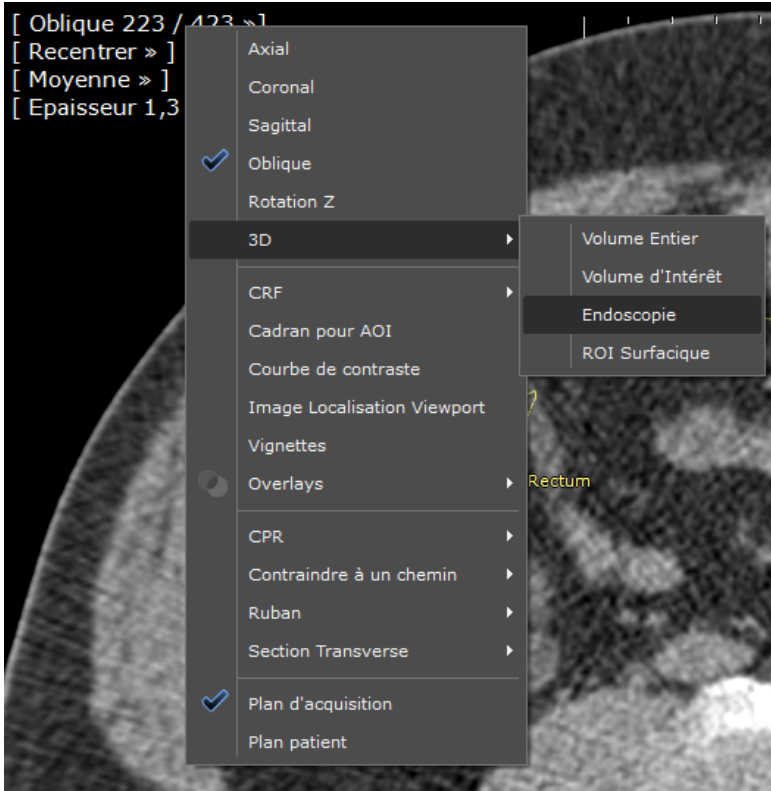 [ Oblique 223 / 423 »]
[ Recentrer » ]
[ Moyenne » ]
[ Epaisseur 1,3
Axial
Coronal
Sagittal
Oblique
Rotation Z
3D
Volume Entier
Volume d'Intérêt
Endoscopie
ROI Surfacique
CRF
Cadran pour AOI
Courbe de contraste
Image Localisation Viewport
Vignettes
Overlays
Rectum
CPR
Contraindre à un chemin
Ruban
Section Transverse
Plan d'acquisition
Plan patient